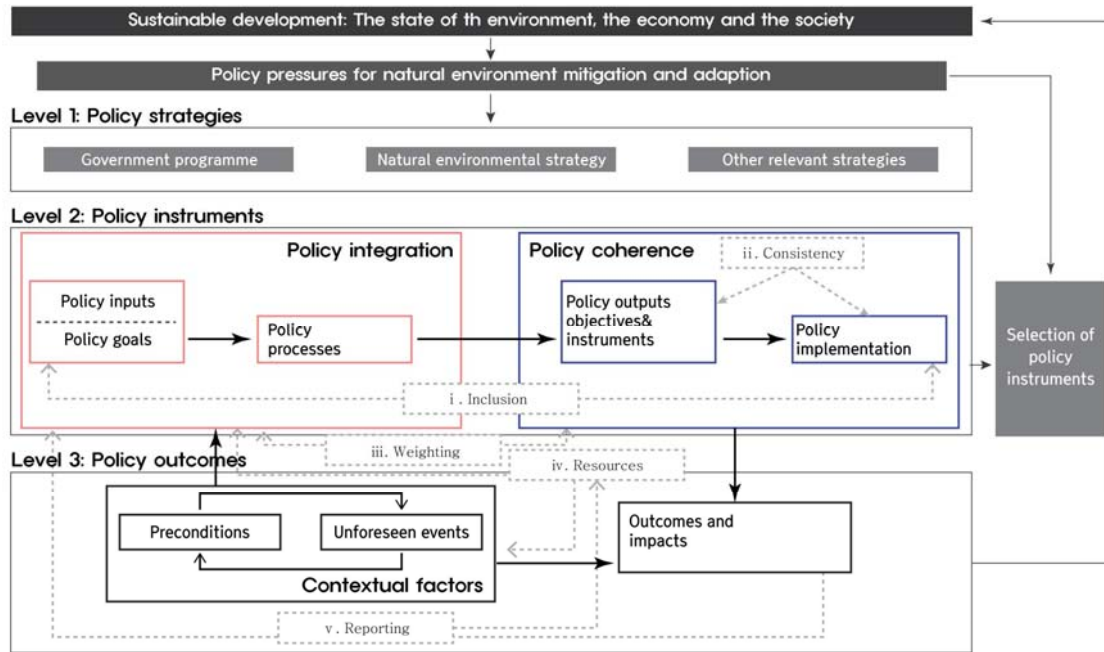 Sustainable development: The state of th environment, the economy and the society
Policy pressures for natural environment mitigation and adaption
Level 1: Policy strategies
Government programme
Natural environmental strategy
Other relevant strategies
Level 2: Policy instruments
Policy integration
Policy coherence
ii. Consistency
Policy inputs
Policy goals
Policy
processes
Policy outputs
objectives&
instruments
Policy
implementation
Selection of
policy
instruments
i. Inclusion
iii. Weighting
Level 3: Policy outcomes
iv. Resources
Preconditions
Unforeseen events
Contextual factors
Outcomes and
impacts
v. Reporting